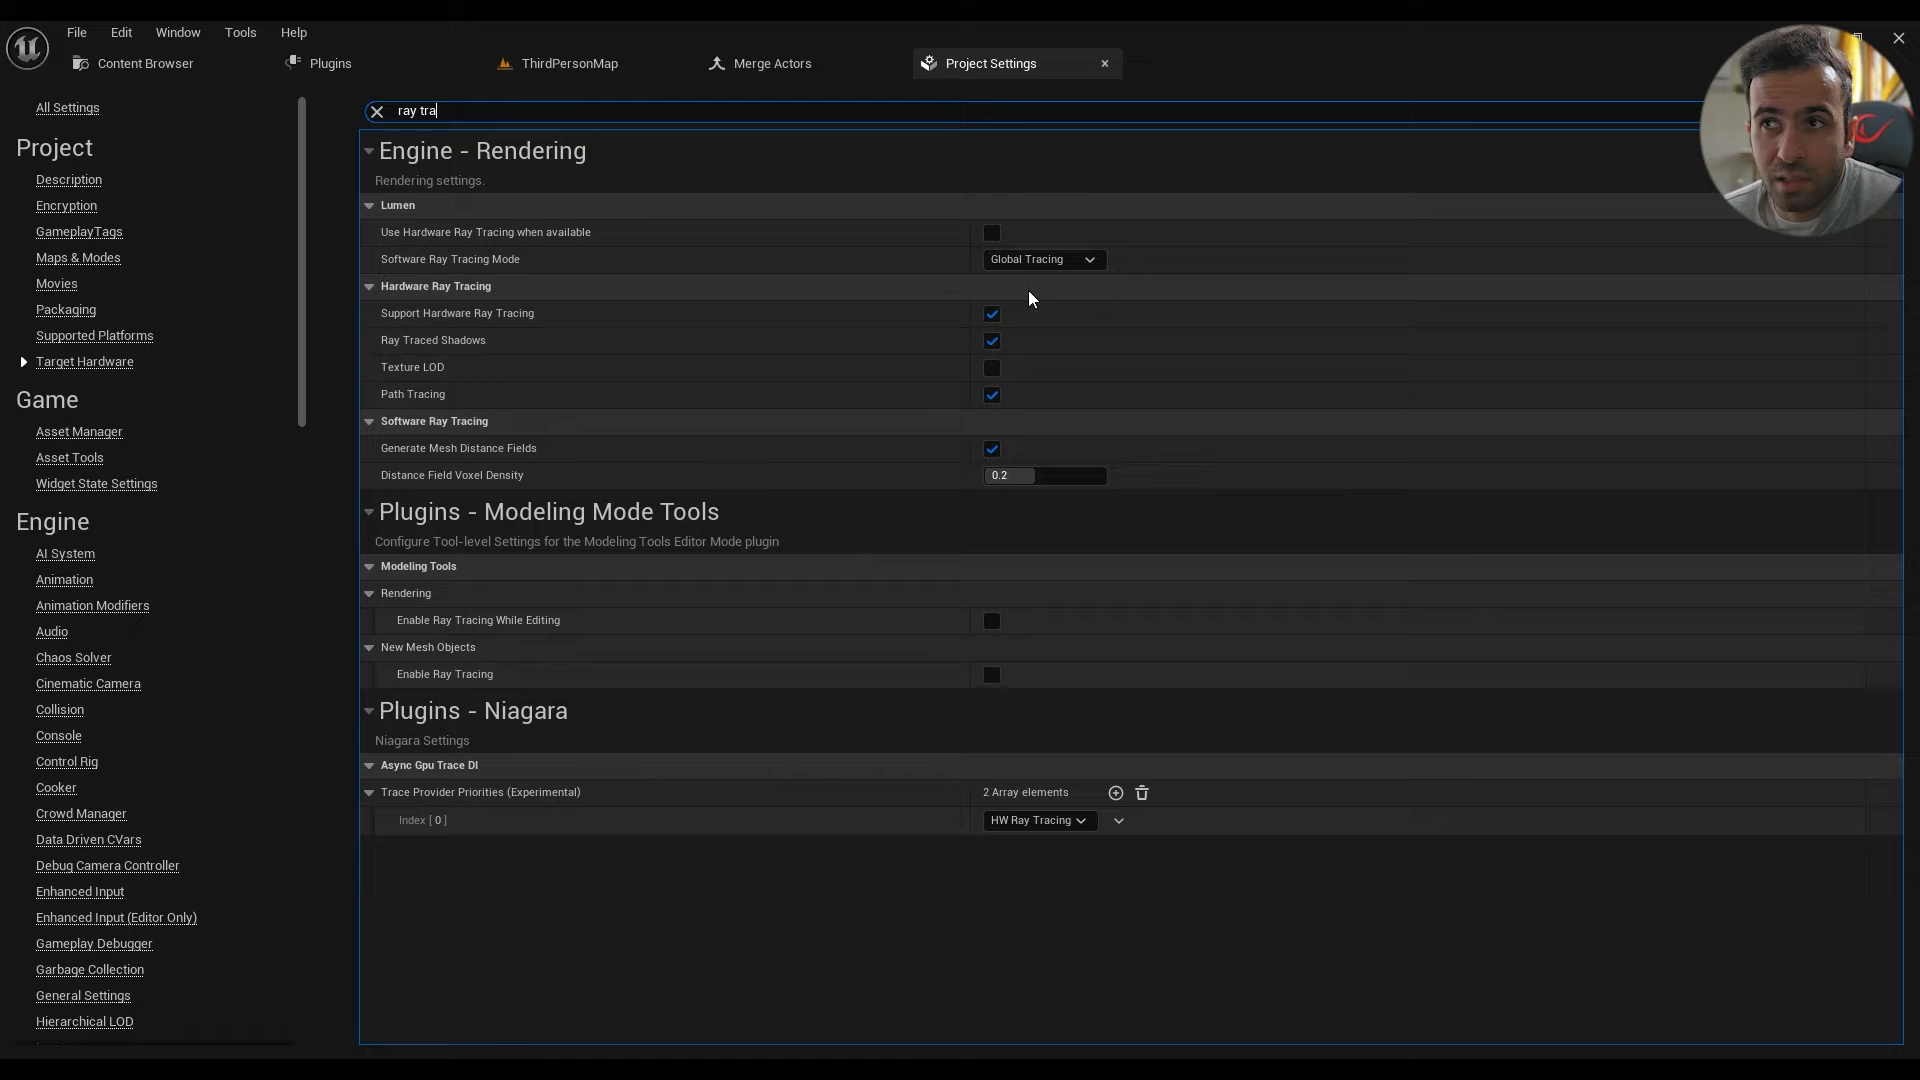 File Edit Window Tools Help
Content Browser Plugins ThirdPersonMap Merge Actors Project Settings
All Settings
Project
Description
Encryption
GameplayTags
Maps & Modes
Movies
Packaging
Supported Platforms
Target Hardware
Game
Asset Manager
Asset Tools
Widget State Settings
Engine
AI System
Animation
Animation Modifiers
Audio
Chaos Solver
Cinematic Camera
Collision
Console
Control Rig
Cooker
Crowd Manager
Data Driven CVars
Debug Camera Controller
Enhanced Input
Enhanced Input (Editor Only)
Gameplay Debugger
Garbage Collection
General Settings
Hierarchical LOD
ray tra
Engine - Rendering
Rendering settings.
Lumen
Use Hardware Ray Tracing when available
Software Ray Tracing Mode Global Tracing
Hardware Ray Tracing
Support Hardware Ray Tracing
Ray Traced Shadows
Texture LOD
Path Tracing
Software Ray Tracing
Generate Mesh Distance Fields
Distance Field Voxel Density 0.2
Plugins - Modeling Mode Tools
Configure Tool-level Settings for the Modeling Tools Editor Mode plugin
Modeling Tools
Rendering
Enable Ray Tracing While Editing
New Mesh Objects
Enable Ray Tracing
Plugins - Niagara
Niagara Settings
Async Gpu Trace DI
Trace Provider Priorities (Experimental) 2 Array elements
Index [ 0 ] HW Ray Tracing